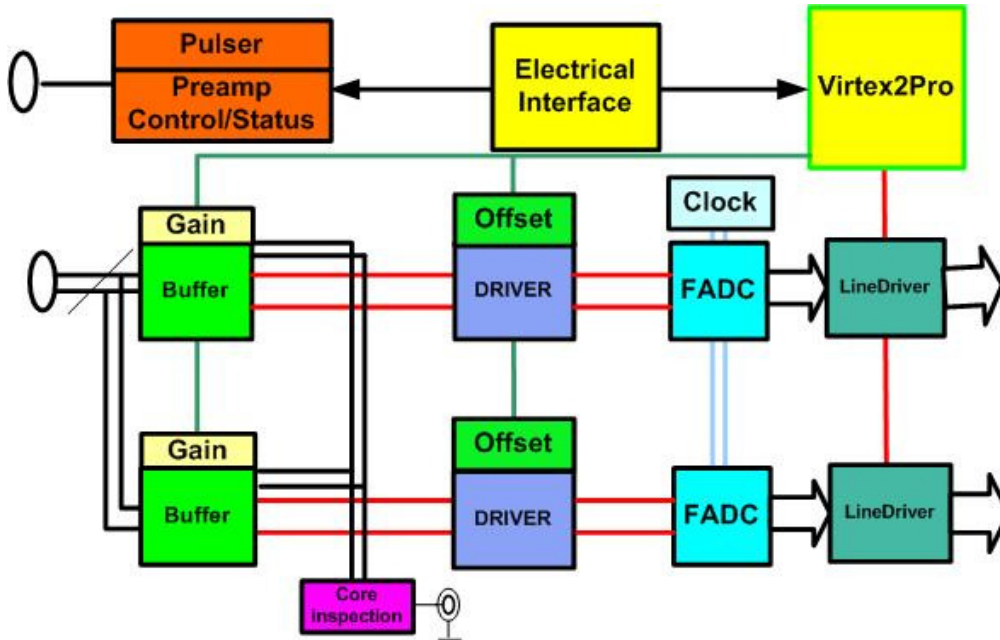 Pulser
Preamp
Control/Status
Electrical
Interface
Virtex2Pro
Gain
Buffer
Offset
DRIVER
Clock
FADC
LineDriver
Gain
Buffer
Offset
DRIVER
FADC
LineDriver
Core
inspection